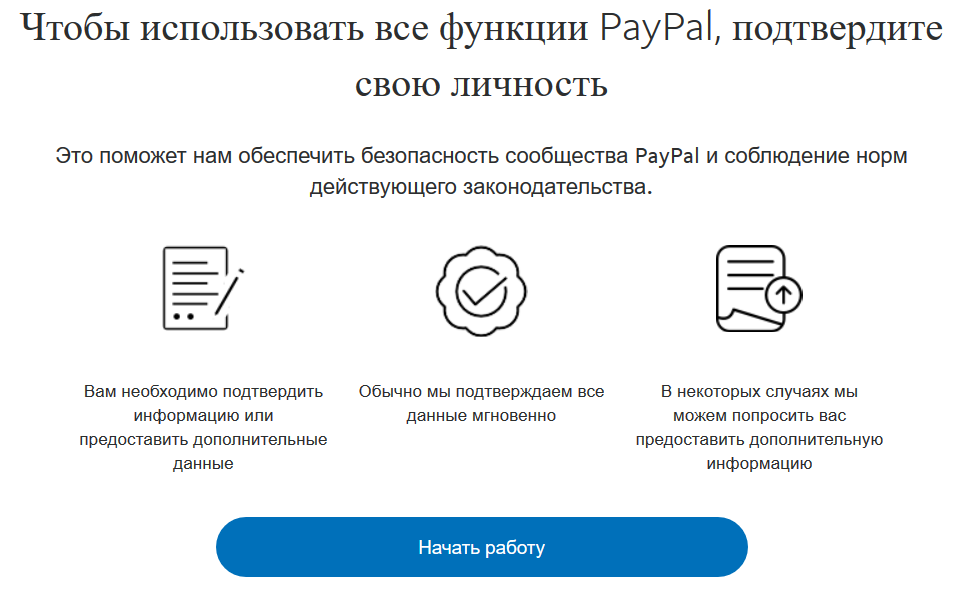 Чтобы использовать все функции PayPal, подтвердите
свою личность
Это поможет нам обеспечить безопасность сообщества PayPal и соблюдение норм
действующего законодательства.
Вам необходимо подтвердить
информацию или
предоставить дополнительные
данные
Обычно мы подтверждаем все
данные мгновенно
В некоторых случаях мы
можем попросить вас
предоставить дополнительную
информацию
Начать работу